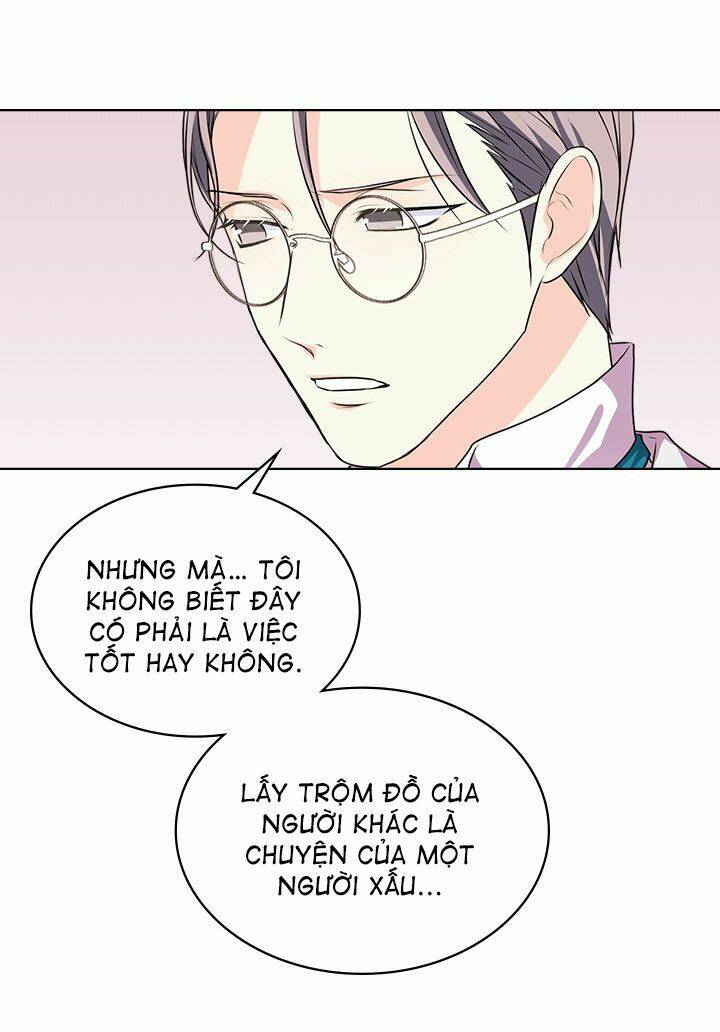 NHƯNG MÀ... TÔI
KHÔNG BIẾT ĐÂY
CÓ PHẢI LÀ VIỆC
TỐT HAY KHÔNG.
LẤY TRỘM ĐỒ CỦA
NGƯỜI KHÁC LÀ
CHUYỆN CỦA MỘT
NGƯỜI XẤU...